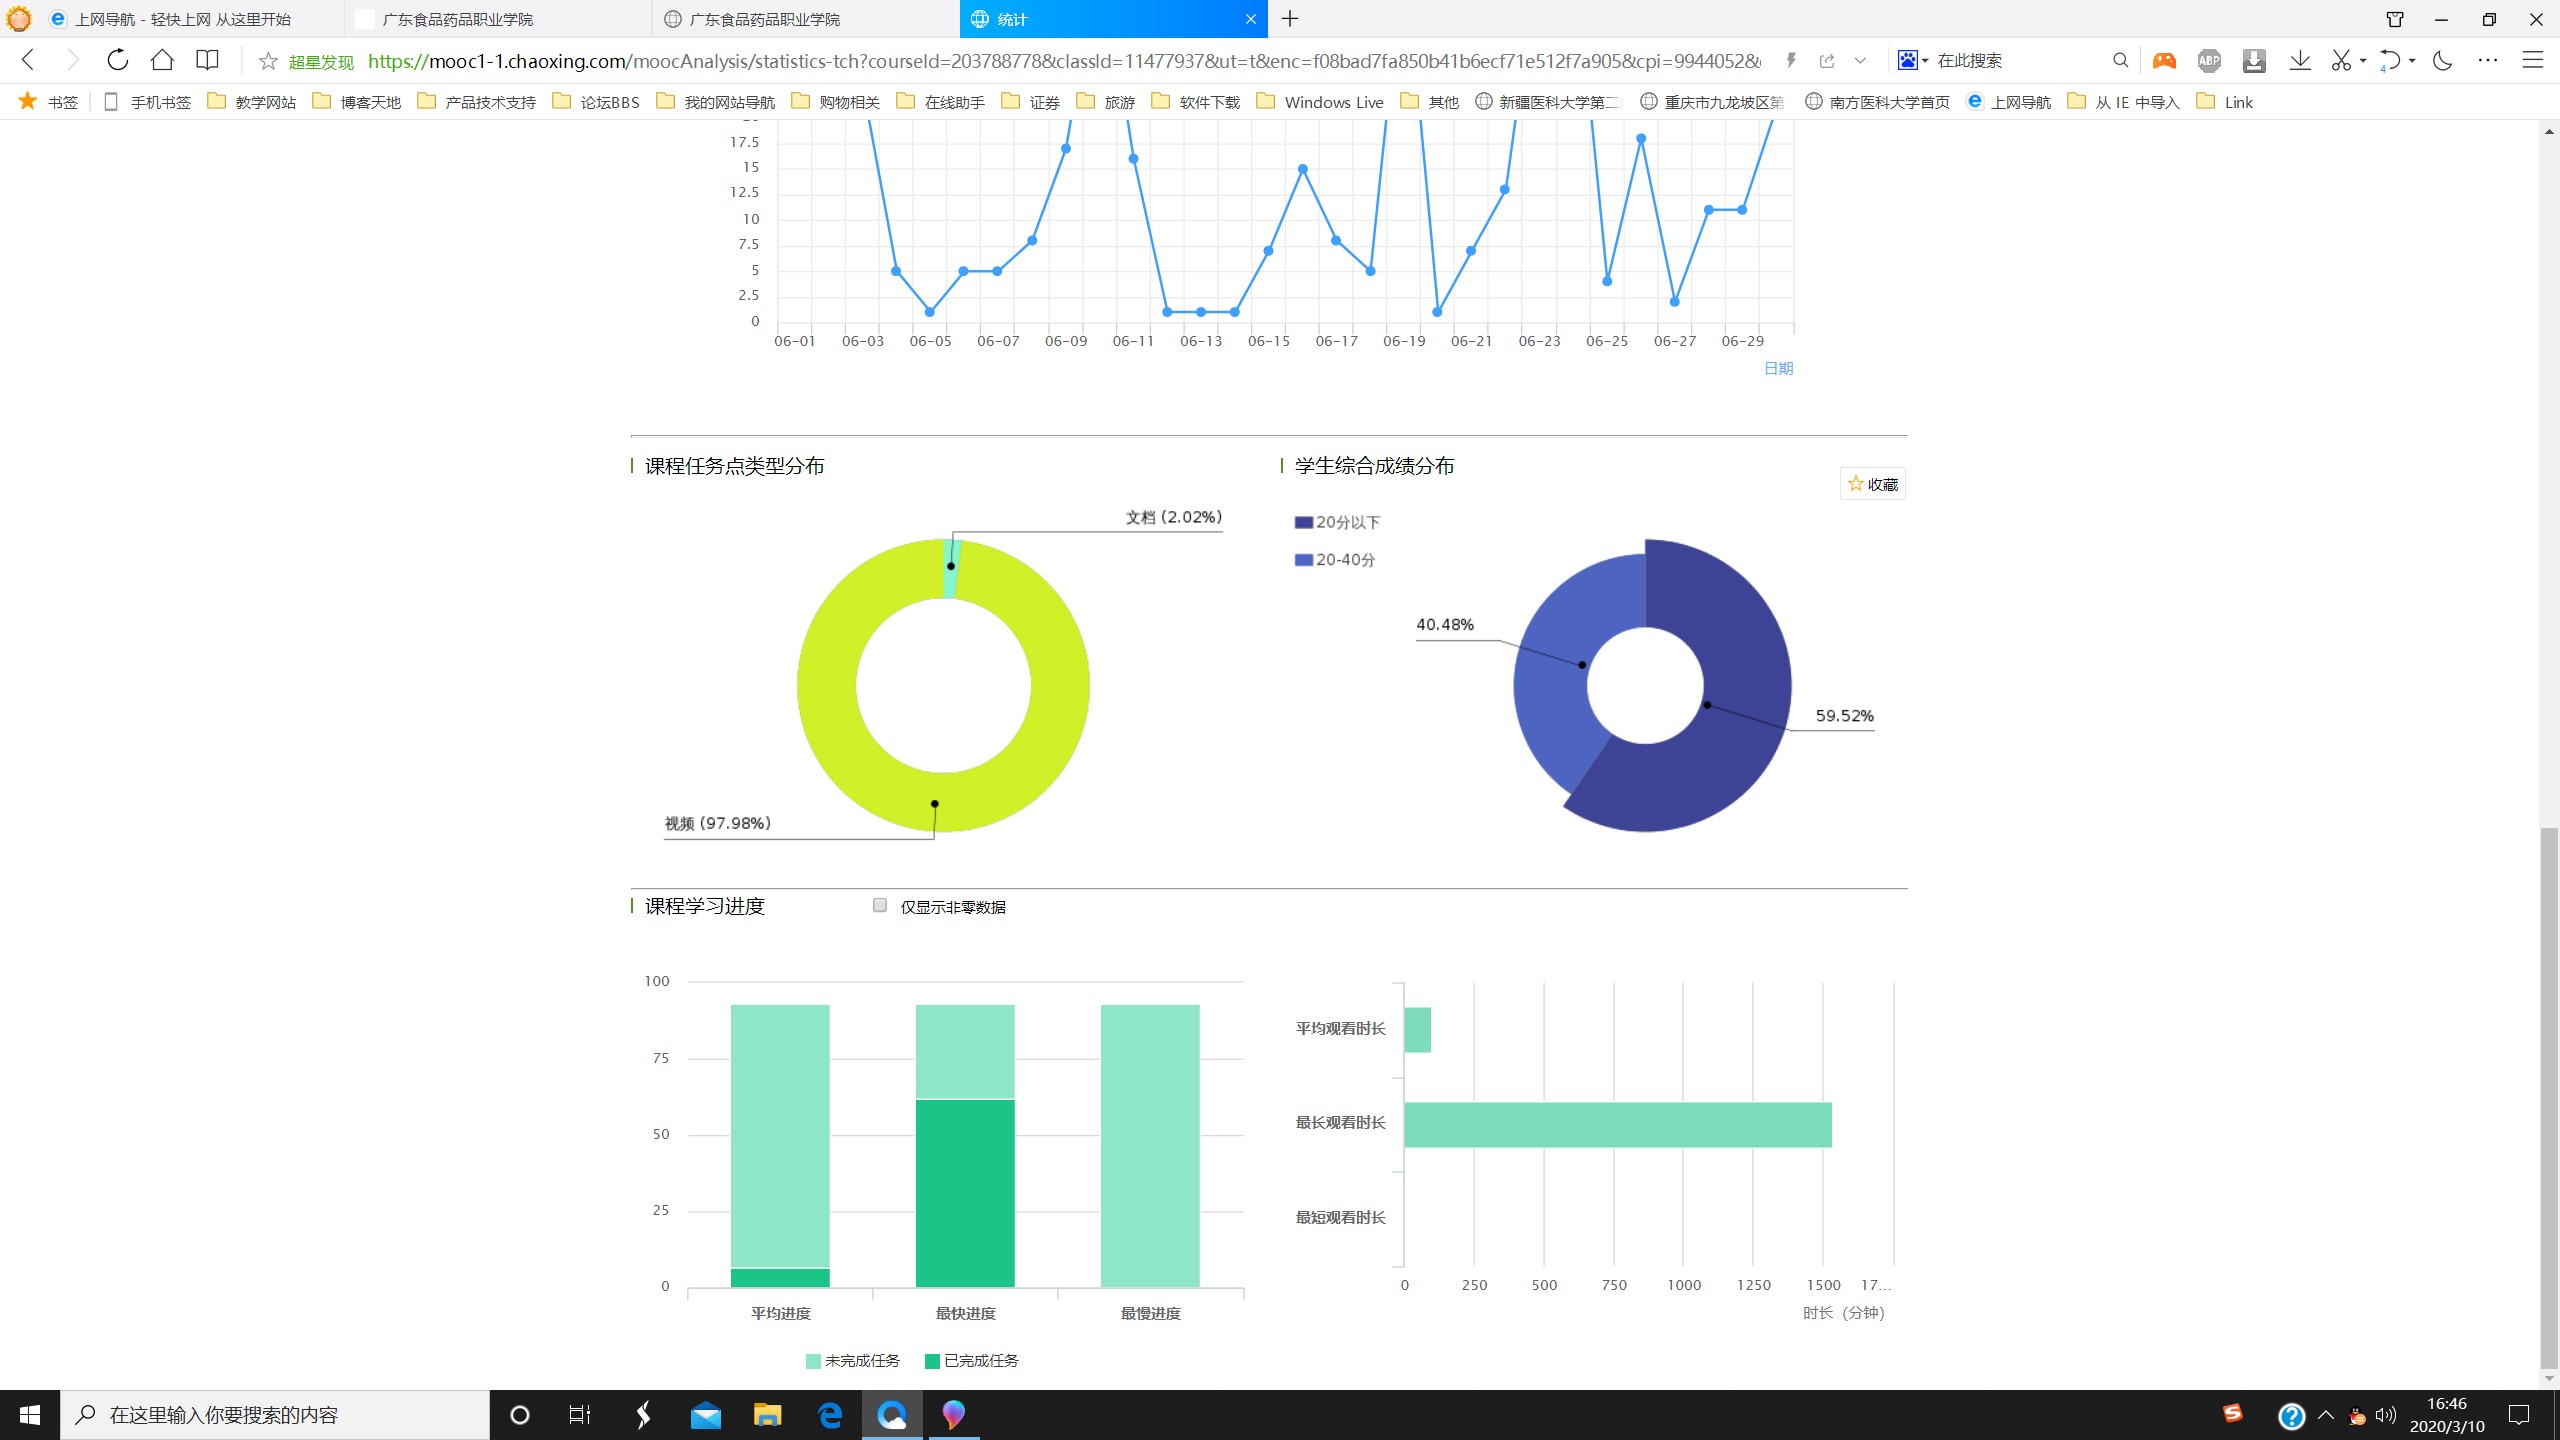 上网导航 - 轻快上网 从这里开始
广东食品药品职业学院
广东食品药品职业学院
统计
超星发现
https://mooc1-1.chaoxing.com/moocAnalysis/statistics-tch?courseId=203788778&classId=11477937&ut=t&enc=f08bad7fa850b41b6ecf71e512f7a905&cpi=9944052&
在此搜索
ABP
4
书签
手机书签
教学网站
博客天地
产品技术支持
论坛BBS
我的网站导航
购物相关
在线助手
证券
旅游
软件下载
Windows Live
其他
新疆医科大学第二
重庆市九龙坡区第
南方医科大学首页
上网导航
从 IE 中导入
Link
17.5
15
12.5
10
7.5
5
2.5
0
06-01 06-03 06-05 06-07 06-09 06-11 06-13 06-15 06-17 06-19 06-21 06-23 06-25 06-27 06-29
日期
课程任务点类型分布
文档 (2.02%)
视频 (97.98%)
学生综合成绩分布
收藏
20分以下
20-40分
40.48%
59.52%
课程学习进度
仅显示非零数据
100
75
50
25
0
平均进度 最快进度 最慢进度
未完成任务 已完成任务
平均观看时长
最长观看时长
最短观看时长
0 250 500 750 1000 1250 1500 17...
时长（分钟）
在这里输入你要搜索的内容
16:46
2020/3/10